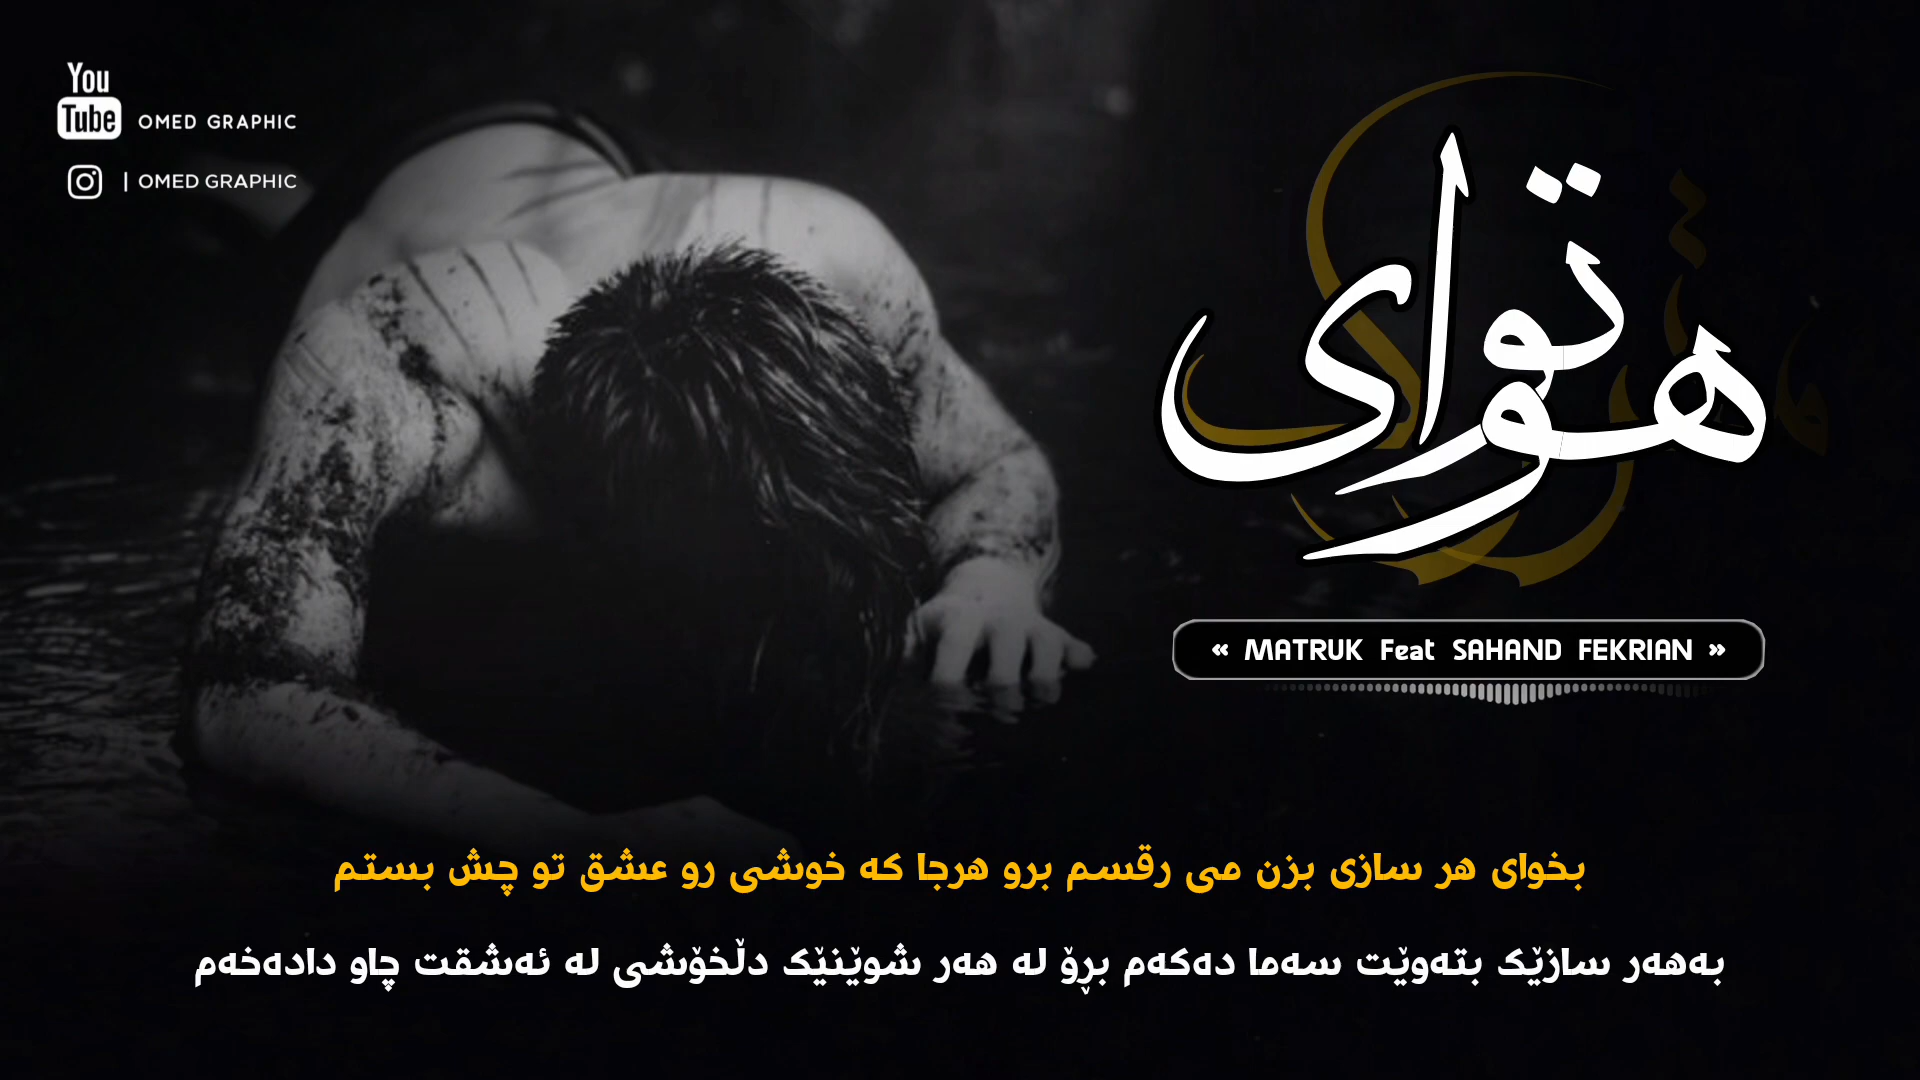 You
Tube
OMED GRAPHIC
| OMED GRAPHIC
هوای تو
« MATRUK Feat SAHAND FEKRIAN »
بخوای هر سازی بزن می رقسم برو هرجا که خوشی رو عشق تو چش بستم
بەهەر سازێک بتەوێت سەما دەکەم بڕۆ لە هەر شوێنێک دڵخۆشی لە ئەشقت چاو دادەخەم